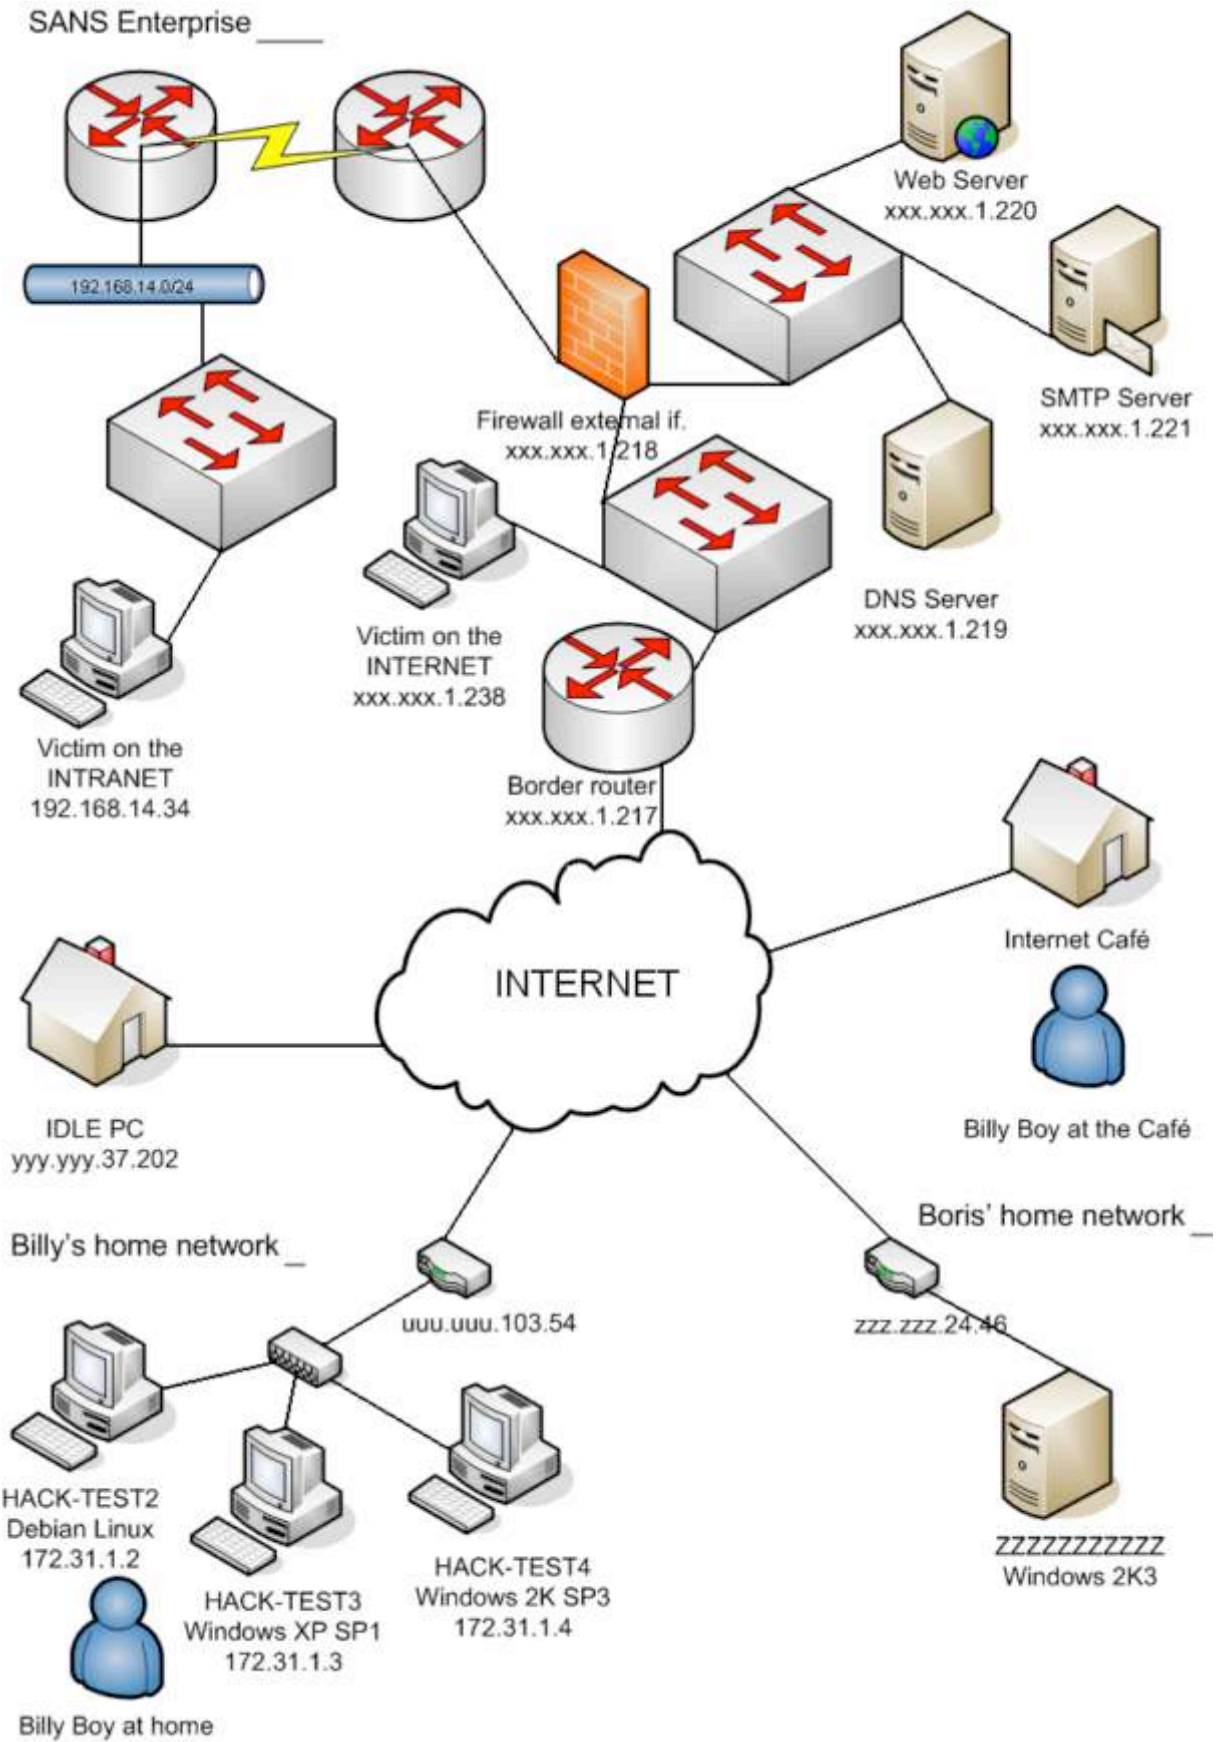 SANS Enterprise ____
Web Server
xxx.xxx.1.220
192.168.14.0/24
SMTP Server
xxx.xxx.1.221
Firewall external if.
xxx.xxx.1.218
DNS Server
xxx.xxx.1.219
Victim on the
INTERNET
xxx.xxx.1.238
Victim on the
INTRANET
192.168.14.34
Border router
xxx.xxx.1.217
Internet Café
INTERNET
Billy Boy at the Café
IDLE PC
yyy.yyy.37.202
Boris' home network __
Billy's home network __
uuu.uuu.103.54
zzz.zzz.24.46
HACK-TEST2
Debian Linux
172.31.1.2
HACK-TEST3
Windows XP SP1
172.31.1.3
HACK-TEST4
Windows 2K SP3
172.31.1.4
zzzzzzzzzzz
Windows 2K3
Billy Boy at home